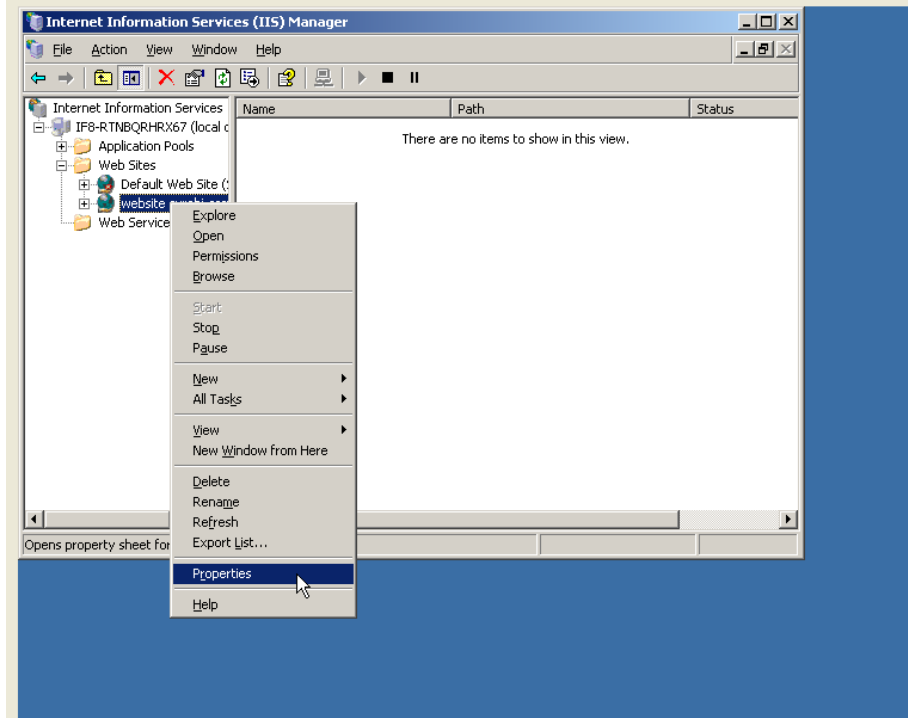 Internet Information Services (IIS) Manager
File Action View Window Help
Internet Information Services
IF8-RTNBQRHRX67 (local c
Application Pools
Web Sites
Default Web Site (
website
Web Service
Name Path Status
There are no items to show in this view.
Explore
Open
Permissions
Browse
Start
Stop
Pause
New
All Tasks
View
New Window from Here
Delete
Rename
Refresh
Export List...
Properties
Help
Opens property sheet for